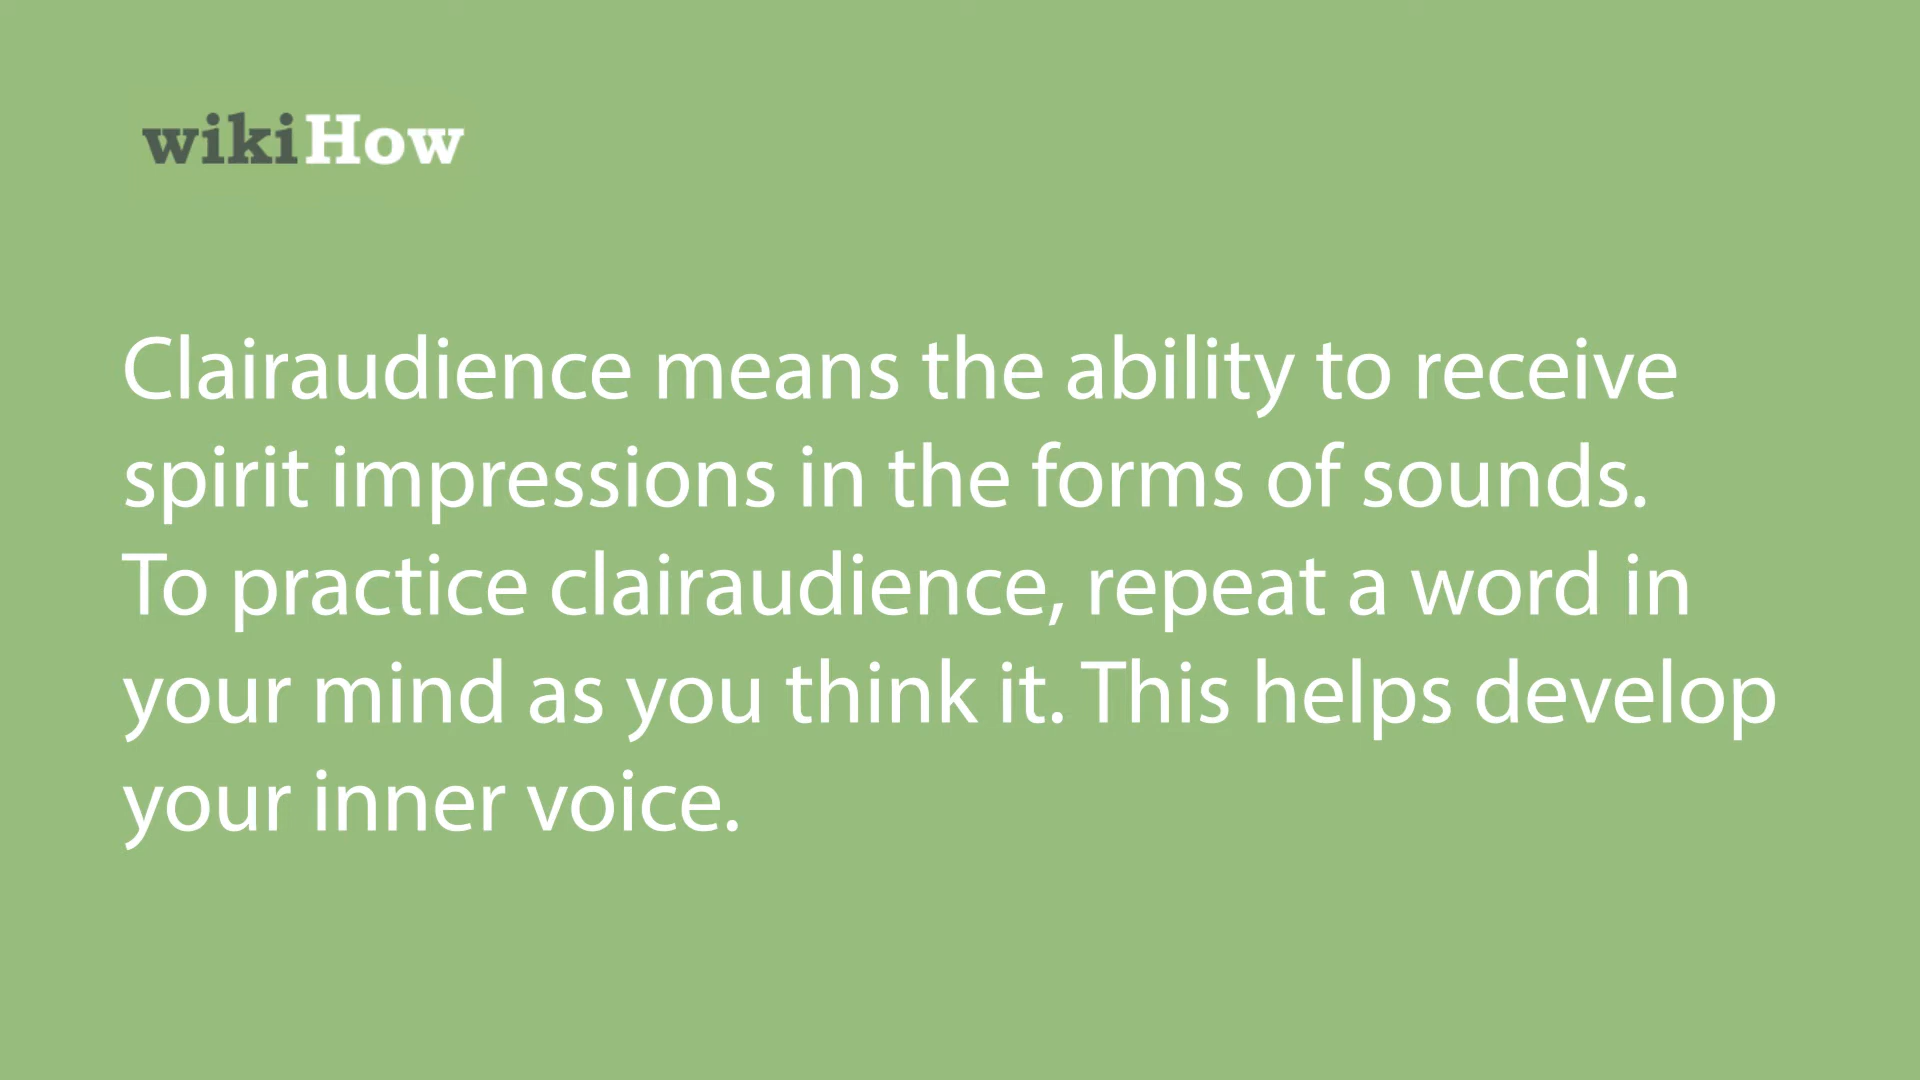 wikiHow
Clairaudience means the ability to receive
spirit impressions in the forms of sounds.
To practice clairaudience, repeat a word in
your mind as you think it. This helps develop
your inner voice.